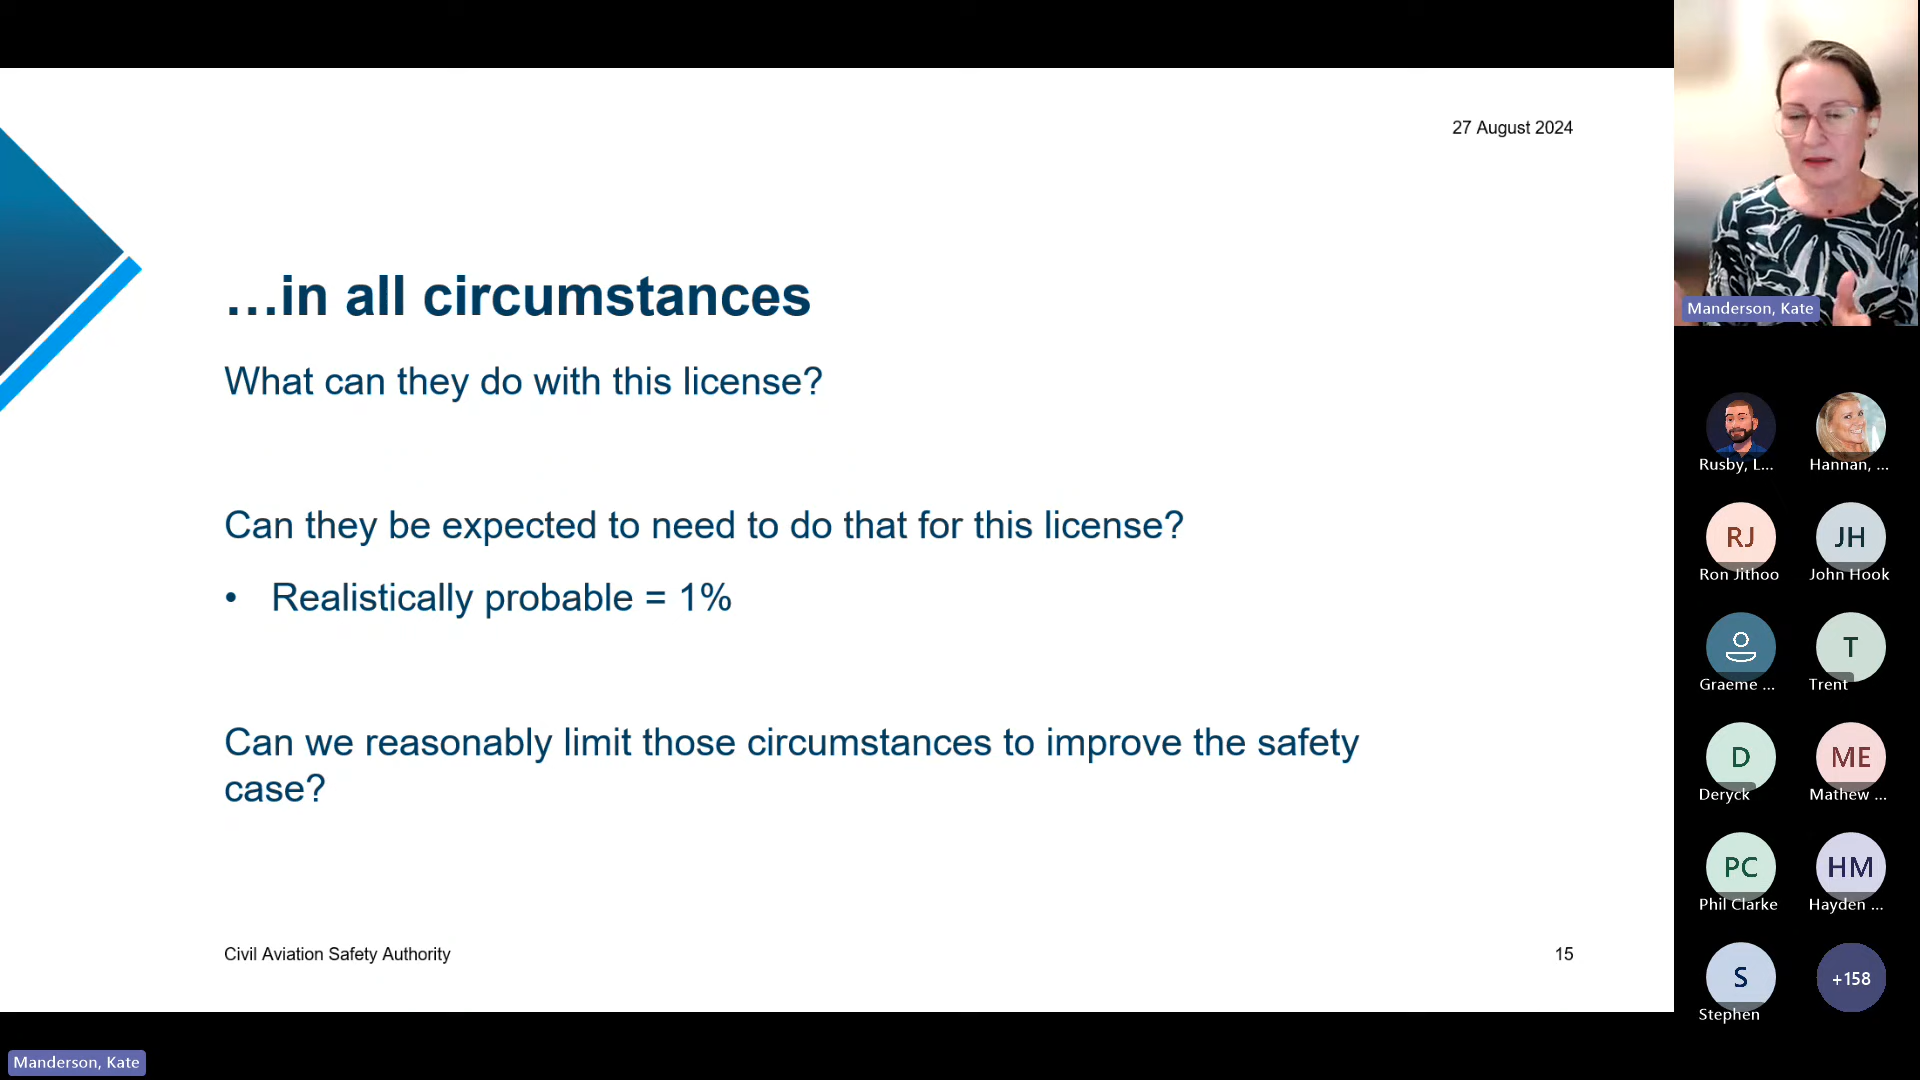 27 August 2024
…in all circumstances
What can they do with this license?
Can they be expected to need to do that for this license?
• Realistically probable = 1%
Can we reasonably limit those circumstances to improve the safety
case?
Civil Aviation Safety Authority
15
Manderson, Kate
Manderson, Kate
Rusby, L...
Hannan, ...
RJ
Ron Jithoo
JH
John Hook
Graeme ...
T
Trent
D
Deryck
ME
Mathew ...
PC
Phil Clarke
HM
Hayden ...
S
Stephen
+158